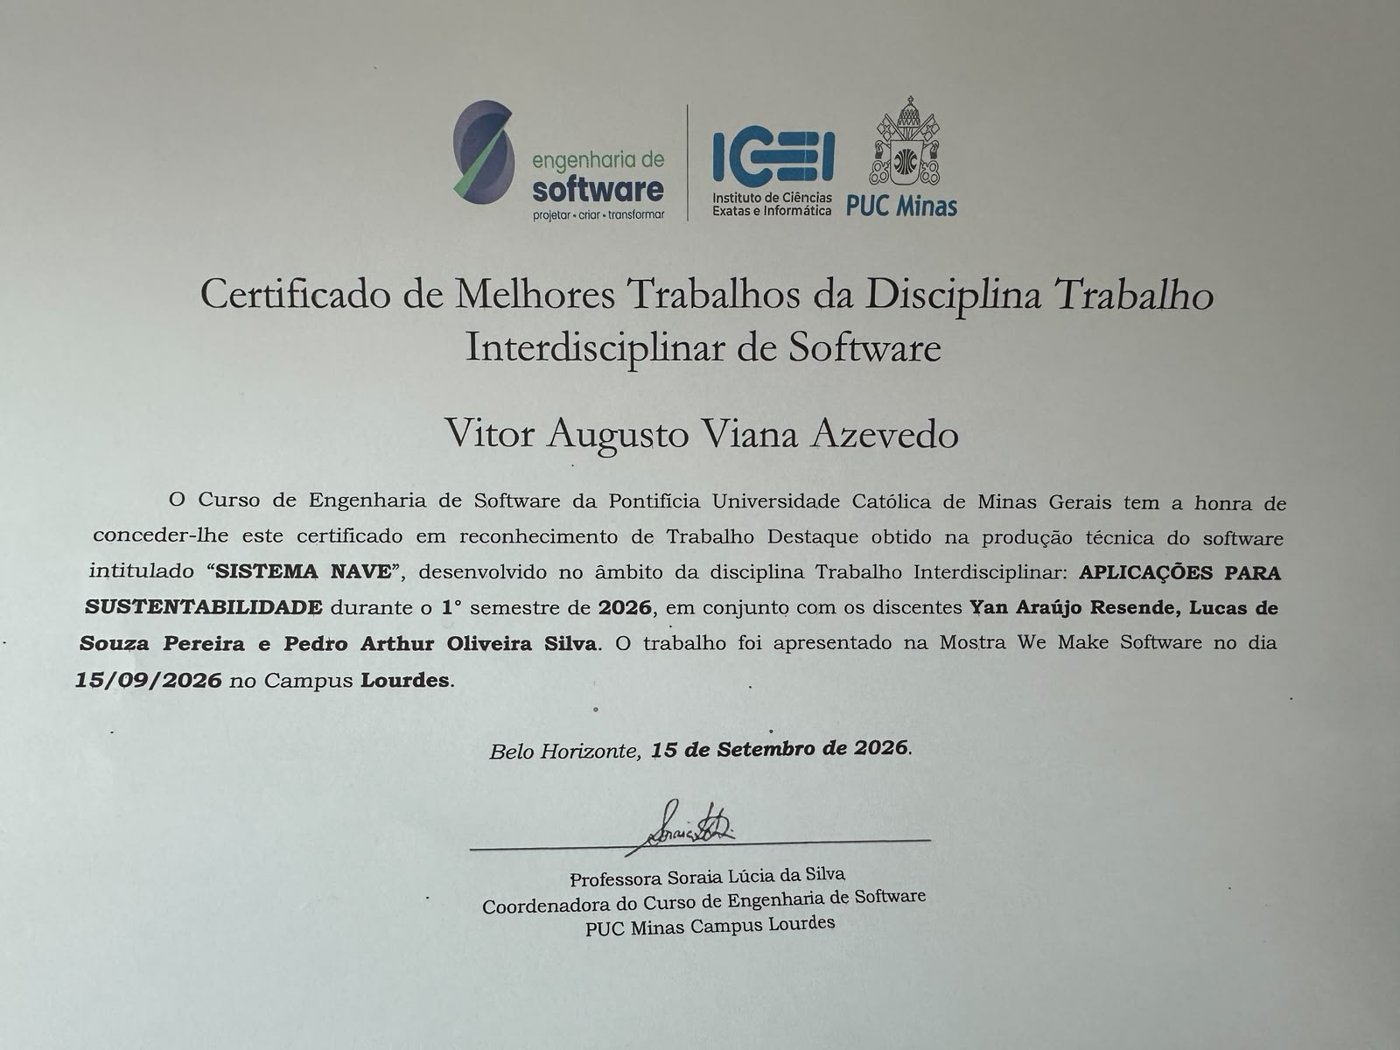 engenharia de
software
projetar • criar • transformar
ICEI
Instituto de Ciências
Exatas e Informática
PUC Minas
Certificado de Melhores Trabalhos da Disciplina Trabalho
Interdisciplinar de Software
Vitor Augusto Viana Azevedo
O Curso de Engenharia de Software da Pontifícia Universidade Católica de Minas Gerais tem a honra de
conceder-lhe este certificado em reconhecimento de Trabalho Destaque obtido na produção técnica do software
intitulado “SISTEMA NAVE”, desenvolvido no âmbito da disciplina Trabalho Interdisciplinar: APLICAÇÕES PARA
SUSTENTABILIDADE durante o 1° semestre de 2026, em conjunto com os discentes Yan Araújo Resende, Lucas de
Souza Pereira e Pedro Arthur Oliveira Silva. O trabalho foi apresentado na Mostra We Make Software no dia
15/09/2026 no Campus Lourdes.
Belo Horizonte, 15 de Setembro de 2026.
Professora Soraia Lúcia da Silva
Coordenadora do Curso de Engenharia de Software
PUC Minas Campus Lourdes